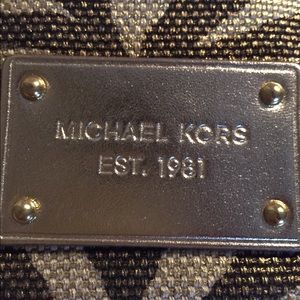 MICHAEL KORS
EST. 1981